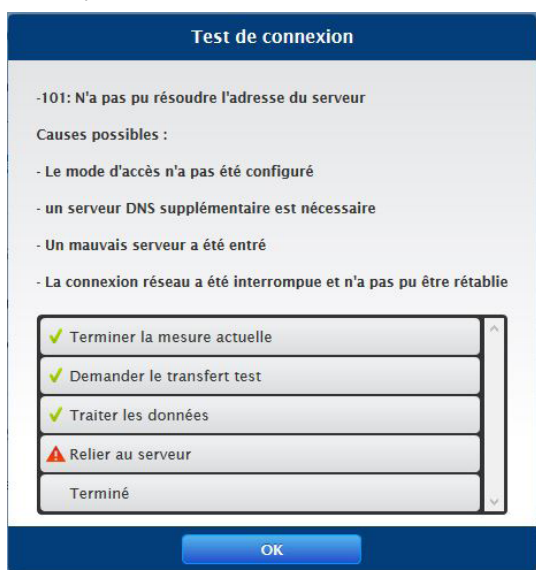 Test de connexion
-101: N'a pas pu résoudre l'adresse du serveur
Causes possibles :
- Le mode d'accès n'a pas été configuré
- un serveur DNS supplémentaire est nécessaire
- Un mauvais serveur a été entré
- La connexion réseau a été interrompue et n'a pas pu être rétablie
Terminer la mesure actuelle
Demander le transfert test
Traiter les données
Relier au serveur
Terminé
OK